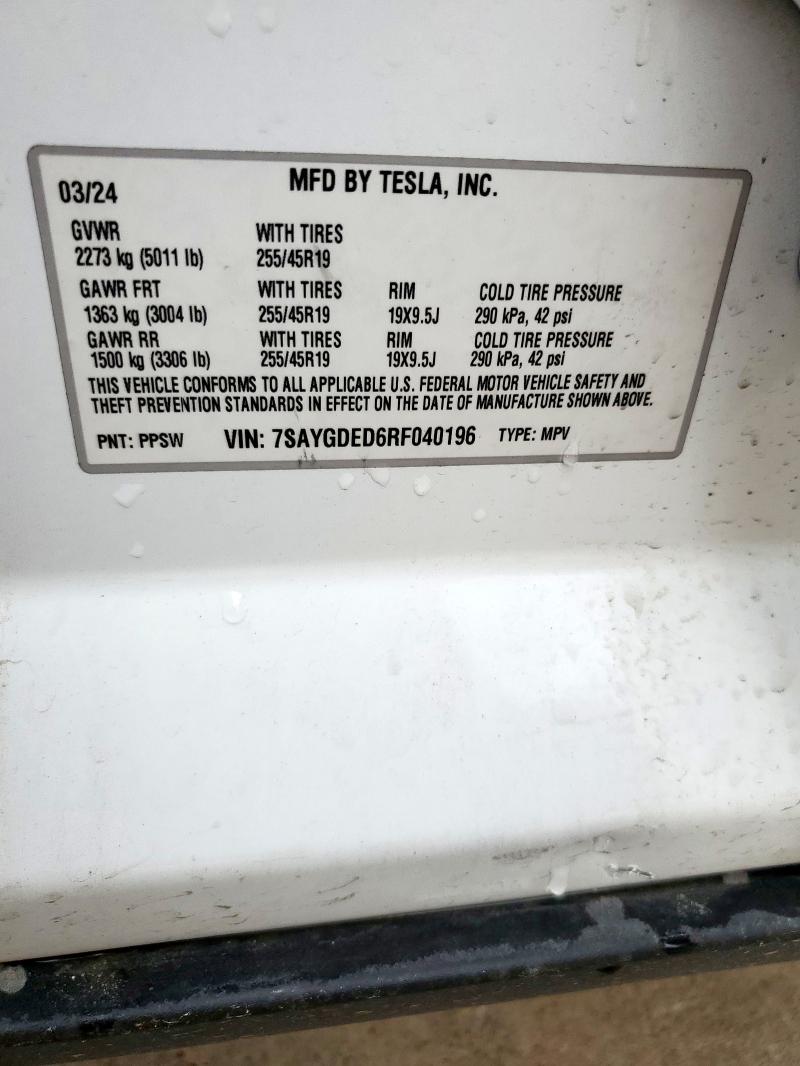 03/24 MFD BY TESLA, INC.
GVWR WITH TIRES
2273 kg (5011 lb) 255/45R19
GAWR FRT WITH TIRES RIM COLD TIRE PRESSURE
1363 kg (3004 lb) 255/45R19 19X9.5J 290 kPa, 42 psi
GAWR RR WITH TIRES RIM COLD TIRE PRESSURE
1500 kg (3306 lb) 255/45R19 19X9.5J 290 kPa, 42 psi
THIS VEHICLE CONFORMS TO ALL APPLICABLE U.S. FEDERAL MOTOR VEHICLE SAFETY AND
THEFT PREVENTION STANDARDS IN EFFECT ON THE DATE OF MANUFACTURE SHOWN ABOVE.
PNT: PPSW VIN: 7SAYGDED6RF040196 TYPE: MPV